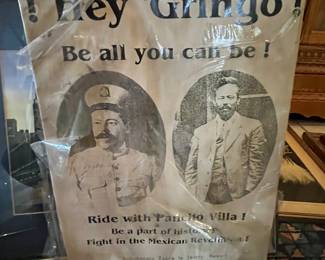 ! Hey Gringo !
Be all you can be !
Ride with Pancho Villa !
Be a part of history
Fight in the Mexican Revolution !